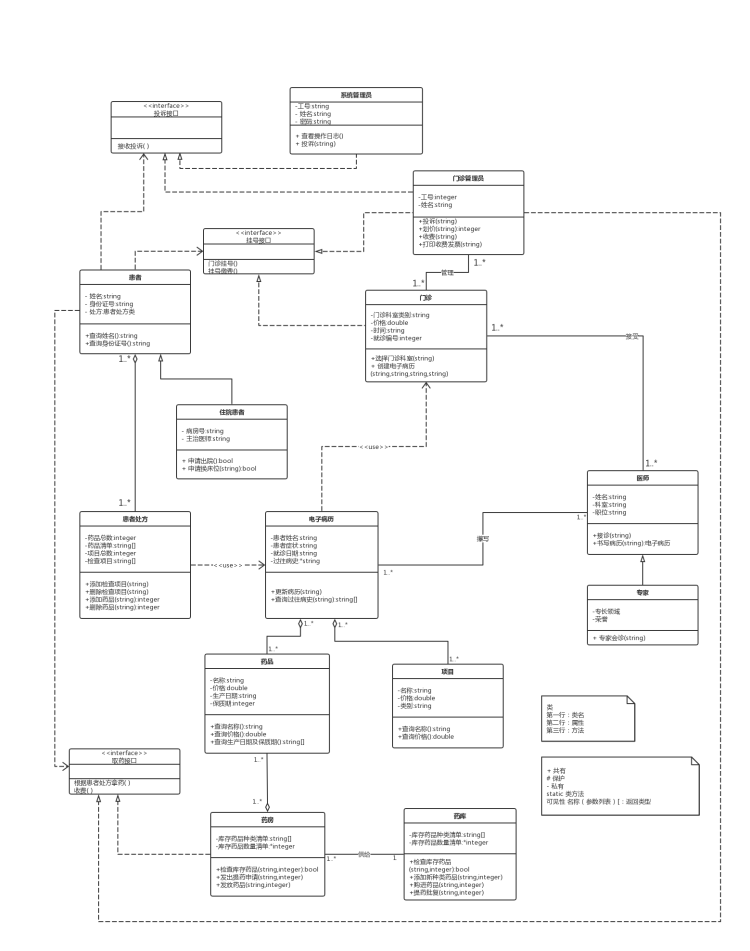 <<interface>>
投诉接口
接收投诉( )
系统管理员
-工号:string
- 姓名:string
- 职位:string
+ 查看操作日志()
+ 投诉(string)
门诊管理员
-工号:integer
-姓名:string
+投诉(string)
+划价(string):integer
+收费(string)
+打印收费发票(string)
1..*
管理
1..*
<<interface>>
挂号接口
门诊挂号()
挂号缴费()
患者
- 姓名:string
- 身份证号:string
- 处方:患者处方类
+查询姓名():string
+查询身份证号():string
1..*
门诊
-门诊科室类别:string
-价格:double
-时间:string
-就诊编号:integer
+选择门诊科室(string)
+ 创建电子病历
(string,string,string,string)
1..*
接受
1..*
住院患者
- 病房号:string
- 主治医师:string
+ 申请出院():bool
+ 申请换床位(string):bool
<<use>>
医师
-姓名:string
-科室:string
-职位:string
+接诊(string)
+书写病历(string):电子病历
1..*
1..*
患者处方
-药品总数:integer
-药品清单:string[]
-项目总数:integer
-检查项目:string[]
+添加检查项目(string)
+删除检查项目(string)
+添加药品(string):integer
+删除药品(string):integer
<<use>>
电子病历
-患者姓名:string
-患者症状:string
-就诊日期:string
-过往病史:*string
+更新病历(string)
+查询过往病史(string):string[]
1..*
1..*
1..*
专家
-专长领域
-荣誉
+ 专家会诊(string)
1..*
药品
-名称:string
-价格:double
-生产日期:string
-保质期:integer
+查询名称():string
+查询价格():double
+查询生产日期及保质期():string[]
1..*
1..*
项目
-名称:string
-价格:double
-类别:string
+查询名称():string
+查询价格():double
类
第一行：类名
第二行：属性
第三行：方法
<<interface>>
取药接口
根据患者处方拿药( )
收费( )
+ 共有
# 保护
- 私有
static 类方法
可见性 名称 ( 参数列表 ) [ : 返回类型
1..*
药房
-库存药品种类清单:string[]
-库存药品数量清单:*integer
+检查库存药品(string,integer):bool
+发出提药申请(string,integer)
+发放药品(string,integer)
1..*
供给
1
药库
-库存药品种类清单:string[]
-库存药品数量清单:*integer
+检查库存药品
(string,integer):bool
+添加新种类药品(string,integer)
+购进药品(string,integer)
+提药批复(string,integer)